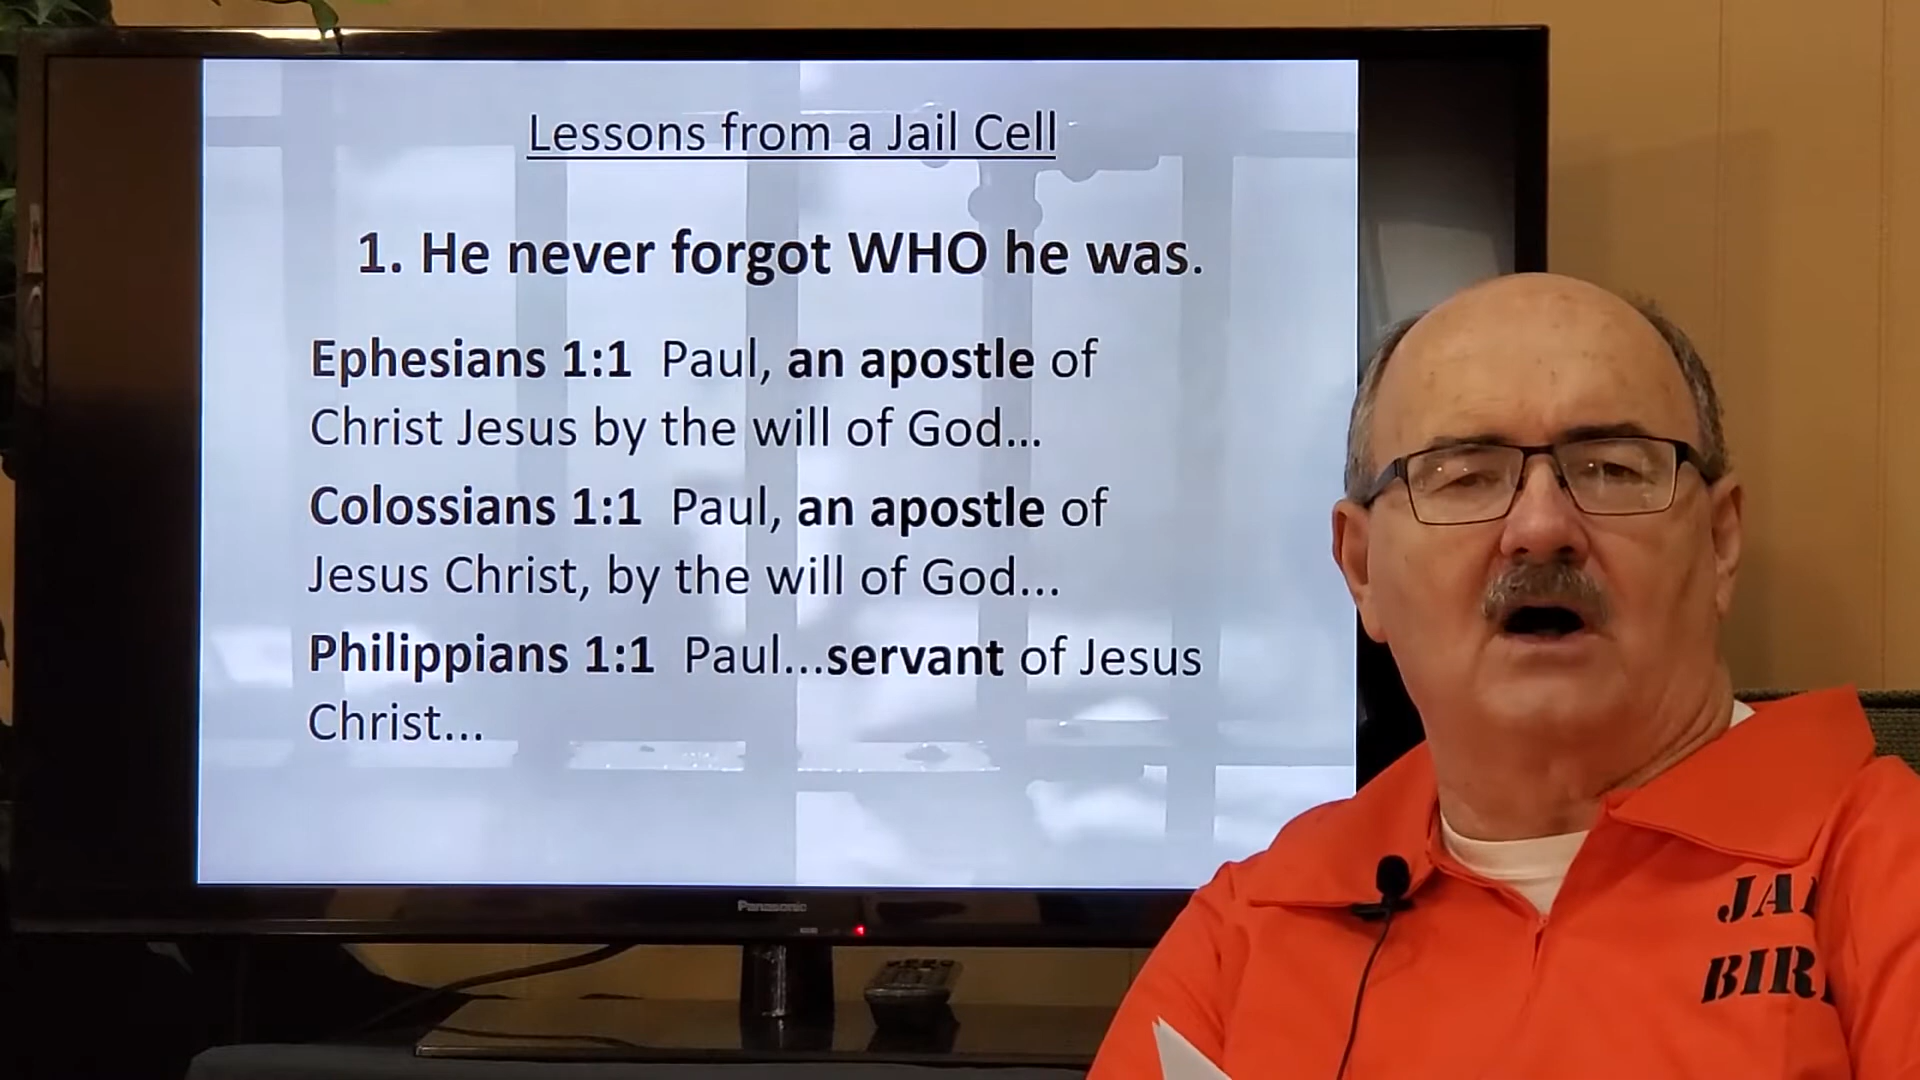 Lessons from a Jail Cell
1. He never forgot WHO he was.
Ephesians 1:1 Paul, an apostle of
Christ Jesus by the will of God...
Colossians 1:1 Paul, an apostle of
Jesus Christ, by the will of God...
Philippians 1:1 Paul...servant of Jesus
Christ...
Panasonic
JAI
BIR